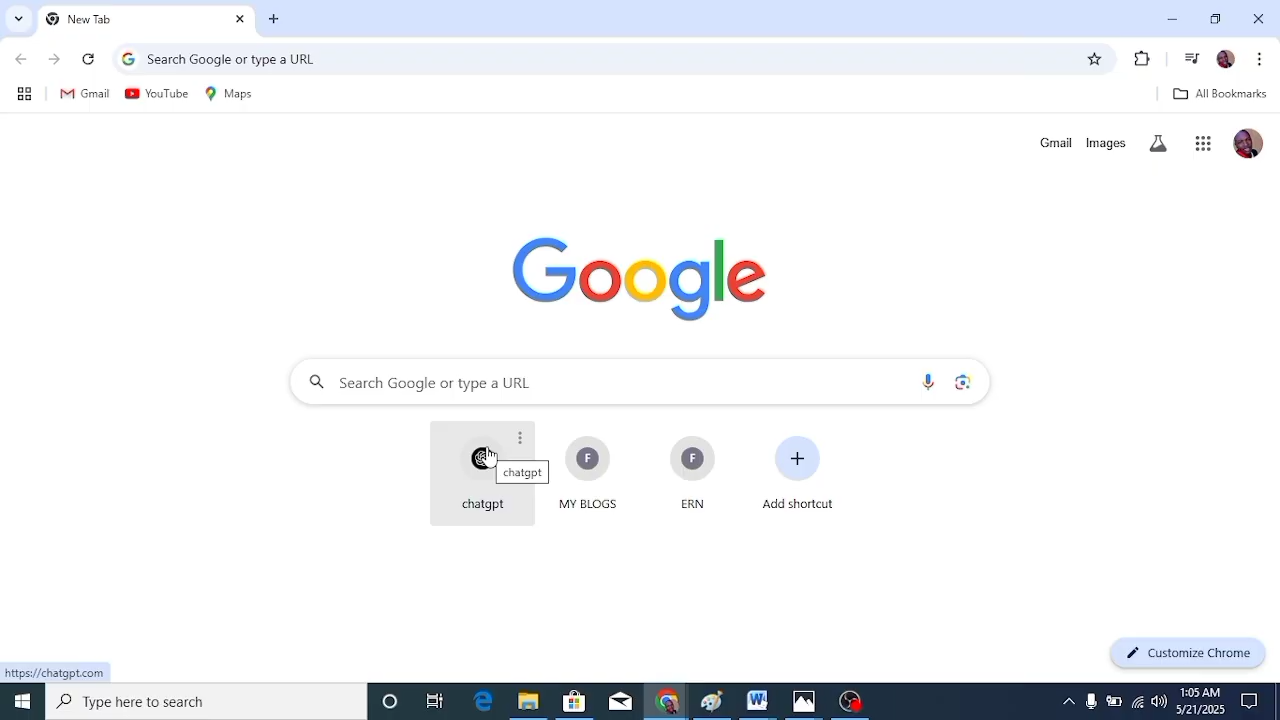 New Tab
Search Google or type a URL
Gmail YouTube Maps All Bookmarks
Gmail Images
Google
Search Google or type a URL
F F
chatgpt
chatgpt MY BLOGS ERN Add shortcut
Customize Chrome
https://chatgpt.com
Type here to search
1:05 AM
5/21/2025